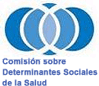 Comisión sobre
Determinantes Sociales
de la Salud